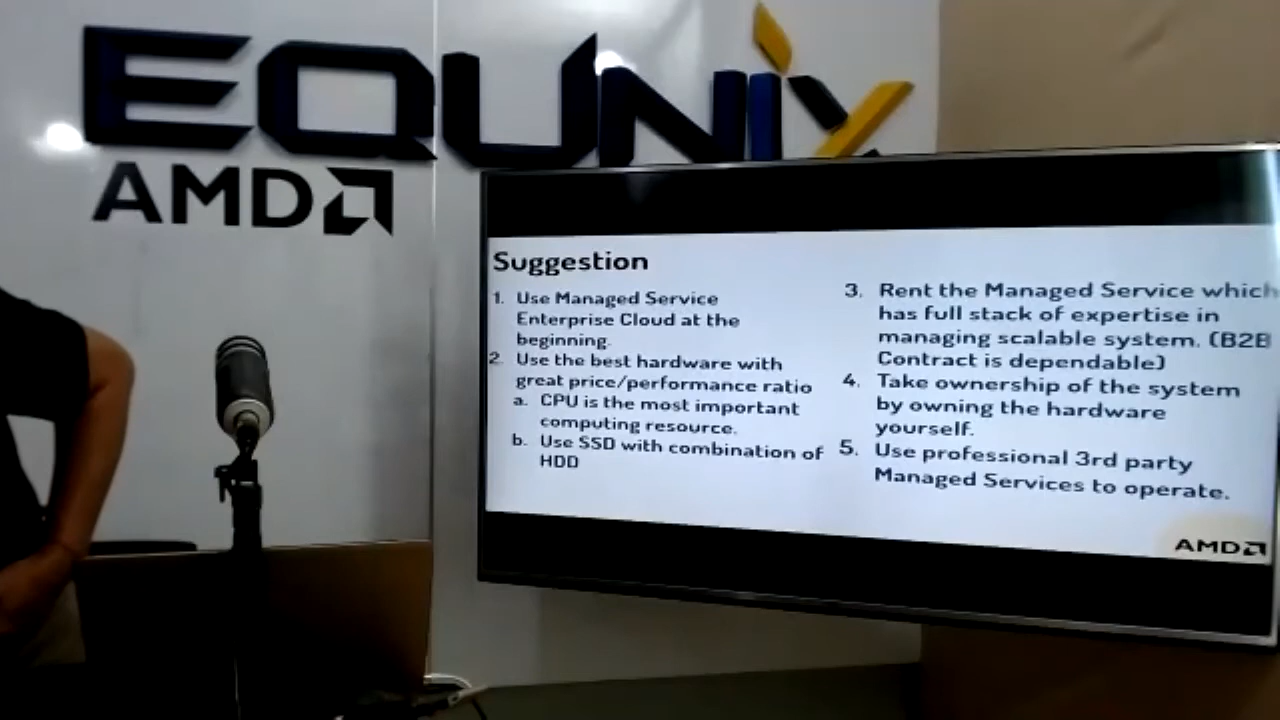 EQUNIX
AMD
Suggestion
1. Use Managed Service
Enterprise Cloud at the
beginning.
2. Use the best hardware with
great price/performance ratio
a. CPU is the most important
computing resource.
b. Use SSD with combination of
HDD
3. Rent the Managed Service which
has full stack of expertise in
managing scalable system. (B2B
Contract is dependable)
4. Take ownership of the system
by owning the hardware
yourself.
5. Use professional 3rd party
Managed Services to operate.
AMD